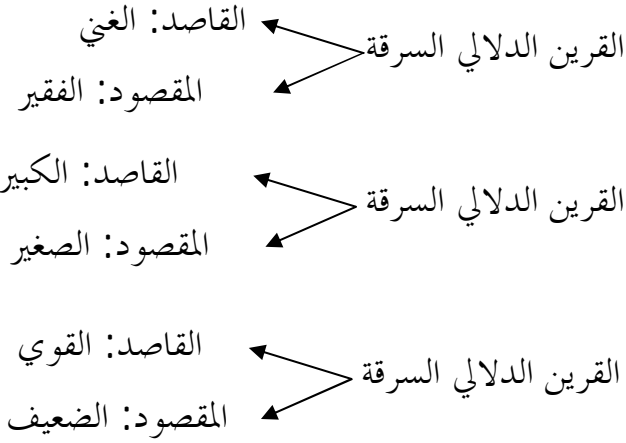 القرين الدلالي السرقة
القاصد: الغني
المقصود: الفقير
القرين الدلالي السرقة
القاصد: الكبير
المقصود: الصغير
القرين الدلالي السرقة
القاصد: القوي
المقصود: الضعيف